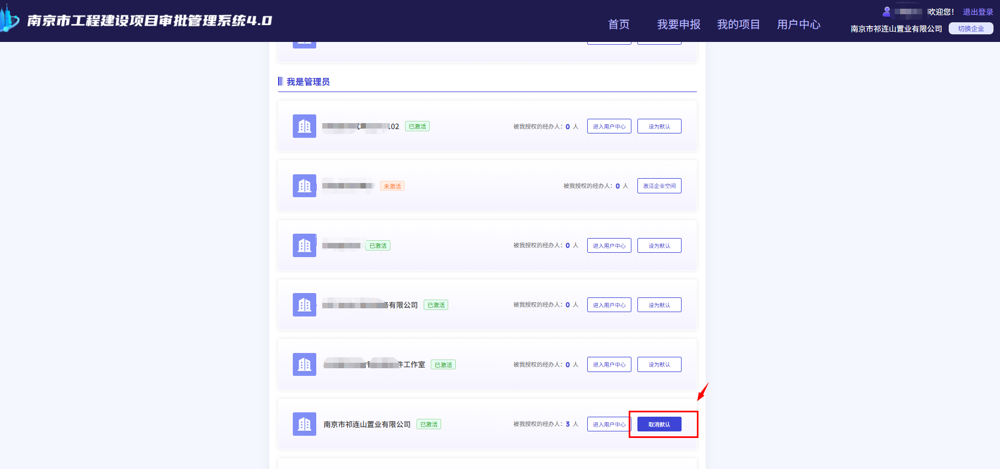 南京市工程建设项目审批管理系统4.0
首页 我要申报 我的项目 用户中心
欢迎您! 退出登录
南京市祁连山置业有限公司 切换企业
我是管理员
102 已激活 被我授权的经办人: 0 人 进入用户中心 设为默认
未激活 被我授权的经办人: 0 人 激活企业空间
已激活 被我授权的经办人: 0 人 进入用户中心 设为默认
务有限公司 已激活 被我授权的经办人: 0 人 进入用户中心 设为默认
件工作室 已激活 被我授权的经办人: 0 人 进入用户中心 设为默认
南京市祁连山置业有限公司 已激活 被我授权的经办人: 3 人 进入用户中心 取消默认